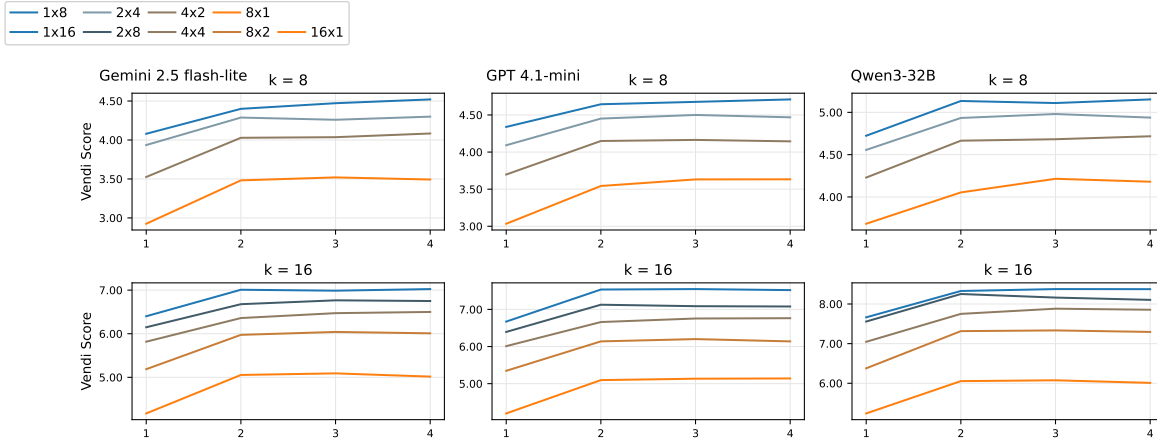 1x8 2x4 4x2 8x1
1x16 2x8 4x4 8x2 16x1
Gemini 2.5 flash-lite k = 8
GPT 4.1-mini k = 8
Qwen3-32B k = 8
Vendi Score
4.50
4.00
3.50
3.00
1 2 3 4
4.50
4.00
3.50
3.00
1 2 3 4
5.00
4.50
4.00
1 2 3 4
k = 16
k = 16
k = 16
Vendi Score
7.00
6.00
5.00
1 2 3 4
7.00
6.00
5.00
1 2 3 4
8.00
7.00
6.00
1 2 3 4